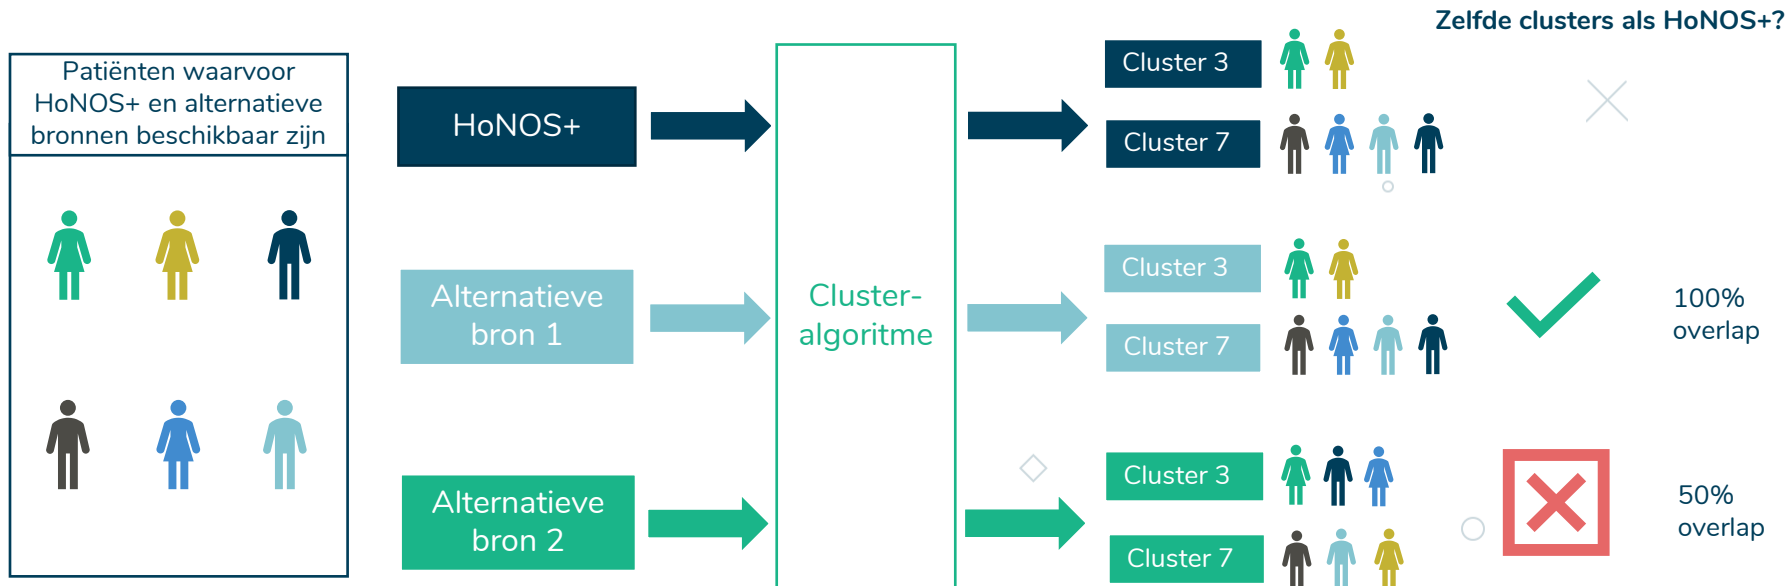 Zelfde clusters als HoNOS+?
Patiënten waarvoor
HoNOS+ en alternatieve
bronnen beschikbaar zijn
HoNOS+
Cluster 3
Cluster 7
Alternatieve
bron 1
Cluster-
algoritme
Cluster 3
Cluster 7
100%
overlap
Alternatieve
bron 2
Cluster 3
Cluster 7
50%
overlap